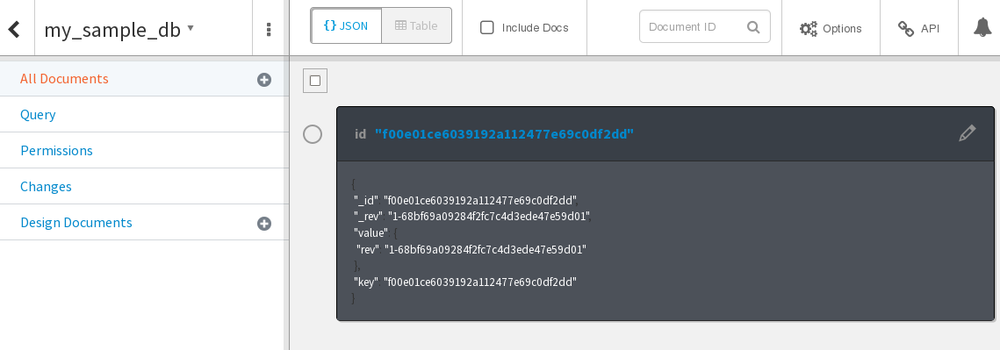 my_sample_db
{} JSON
Table
Include Docs
Document ID
Options
API
All Documents
Query
Permissions
Changes
Design Documents
id "f00e01ce6039192a112477e69c0df2dd"
{
"_id": "f00e01ce6039192a112477e69c0df2dd",
"_rev": "1-68bf69a09284f2fc7c4d3ede47e59d01",
"value": {
"rev": "1-68bf69a09284f2fc7c4d3ede47e59d01"
},
"key": "f00e01ce6039192a112477e69c0df2dd"
}